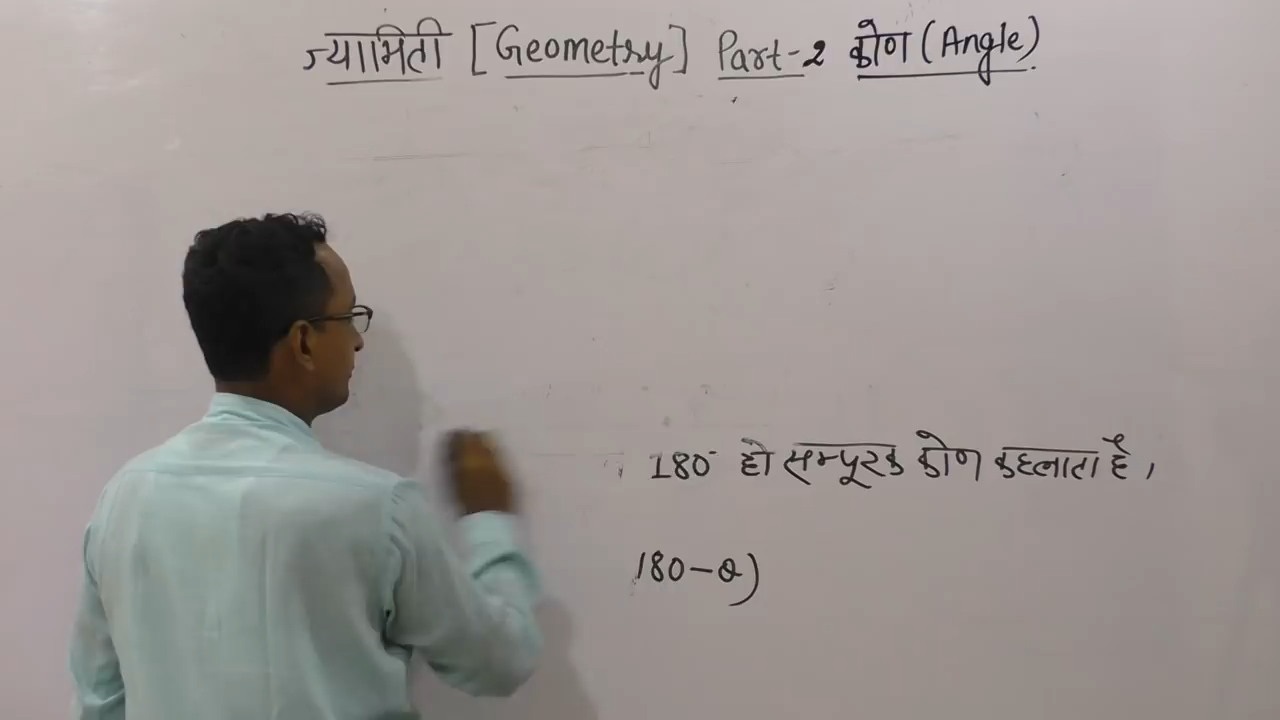 ज्यामिती [Geometry] Part-2 कोण (Angle)
180° हो सम्पूरक कोण कहलाता है,
180-θ)